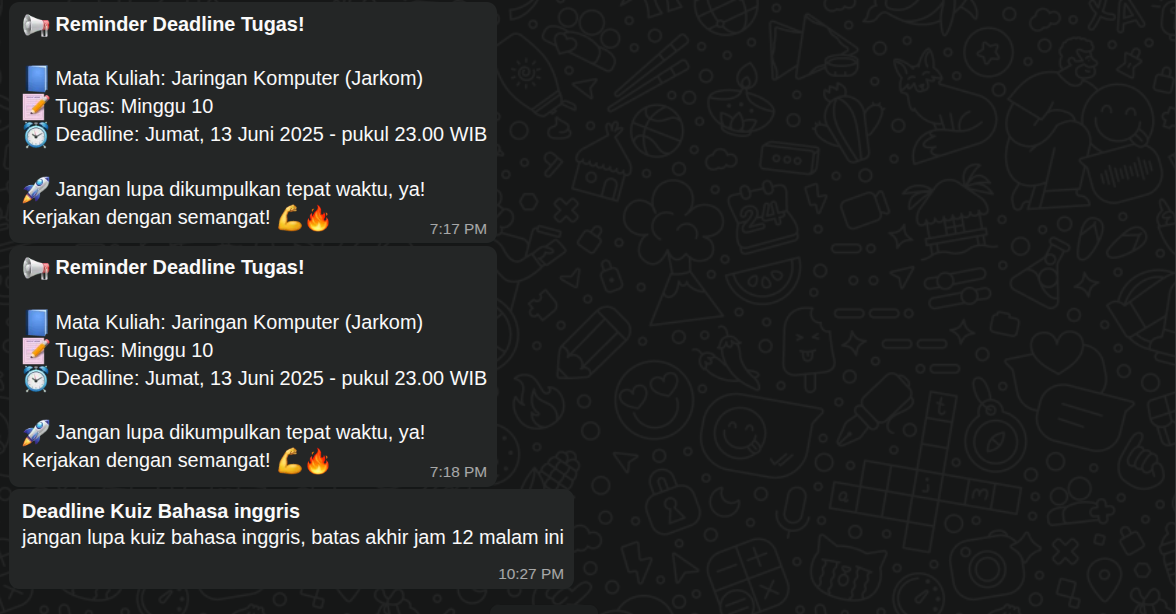 📢 Reminder Deadline Tugas!
📘 Mata Kuliah: Jaringan Komputer (Jarkom)
📝 Tugas: Minggu 10
⏰ Deadline: Jumat, 13 Juni 2025 - pukul 23.00 WIB
🚀 Jangan lupa dikumpulkan tepat waktu, ya!
Kerjakan dengan semangat! 💪🔥
7:17 PM
📢 Reminder Deadline Tugas!
📘 Mata Kuliah: Jaringan Komputer (Jarkom)
📝 Tugas: Minggu 10
⏰ Deadline: Jumat, 13 Juni 2025 - pukul 23.00 WIB
🚀 Jangan lupa dikumpulkan tepat waktu, ya!
Kerjakan dengan semangat! 💪🔥
7:18 PM
Deadline Kuiz Bahasa inggris
jangan lupa kuiz bahasa inggris, batas akhir jam 12 malam ini
10:27 PM